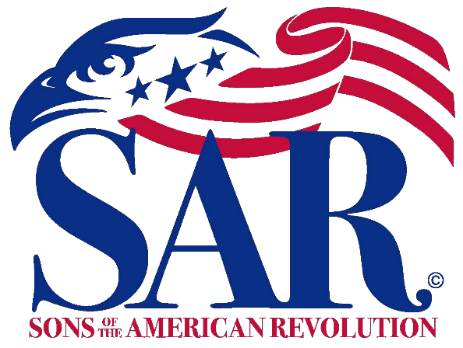 SAR©
SONS OF THE AMERICAN REVOLUTION